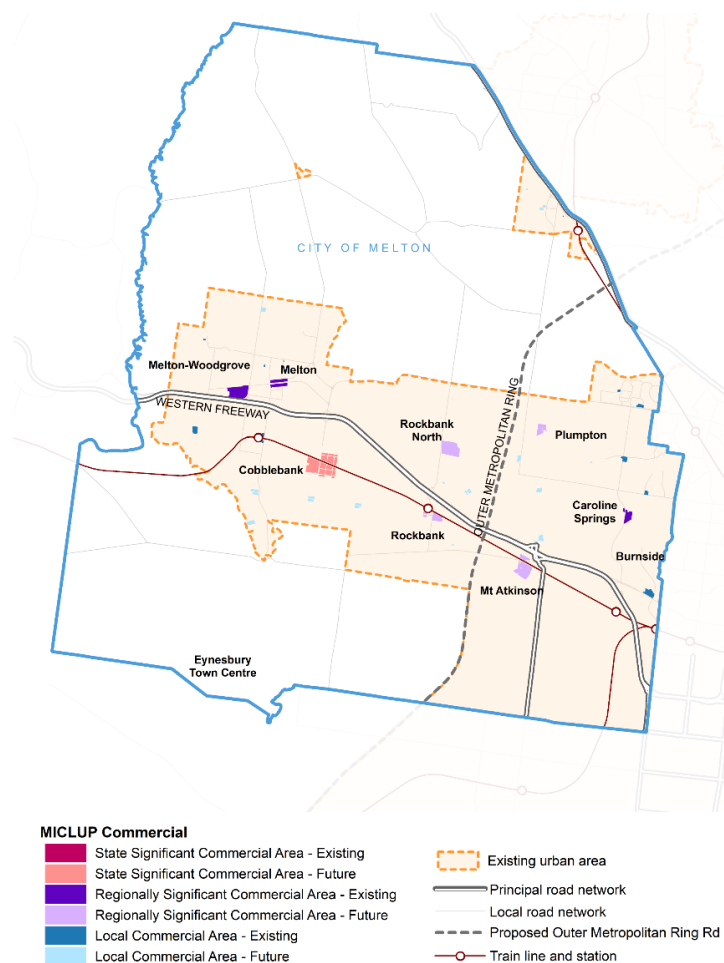 CITY OF MELTON
Melton-Woodgrove
Melton
WESTERN FREEWAY
OUTER METROPOLITAN RING
Rockbank
North
Plumpton
Cobblebank
Caroline
Springs
Rockbank
Burnside
Mt Atkinson
Eynesbury
Town Centre
MICLUP Commercial
State Significant Commercial Area - Existing
State Significant Commercial Area - Future
Regionally Significant Commercial Area - Existing
Regionally Significant Commercial Area - Future
Local Commercial Area - Existing
Local Commercial Area - Future
Existing urban area
Principal road network
Local road network
Proposed Outer Metropolitan Ring Rd
Train line and station